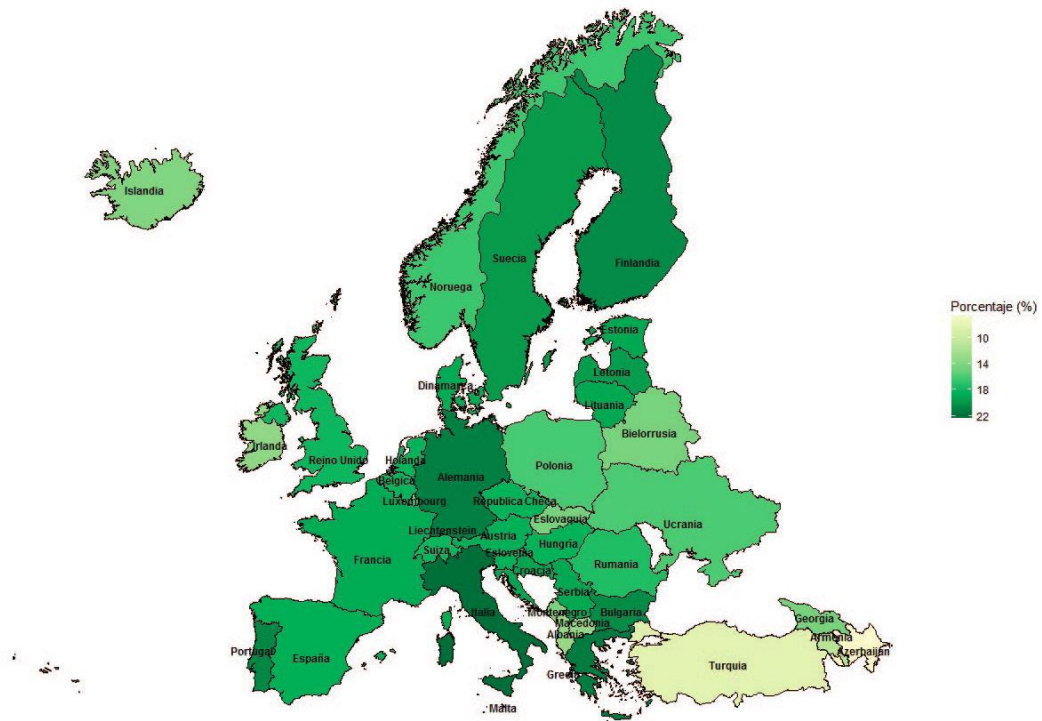 Islandia
Suecia
Finlandia
Noruega
Porcentaje (%)
10
14
18
22
Estonia
Letonia
Dinamarca
Lituania
Bielorrusia
Irlanda
Reino Unido
Holanda
Polonia
Alemania
Belgica
Luxembourg
Republica Checa
Eslovaquia
Ucrania
Liechtenstein
Austria
Hungría
Francia
Suiza
Eslovenia
Rumania
Croacia
Serbia
Italia
Montenegro
Bulgaria
Georgia
Macedonia
Albania
Armenia
Portugal
España
Azerbaijan
Turquia
Grecia
Malta